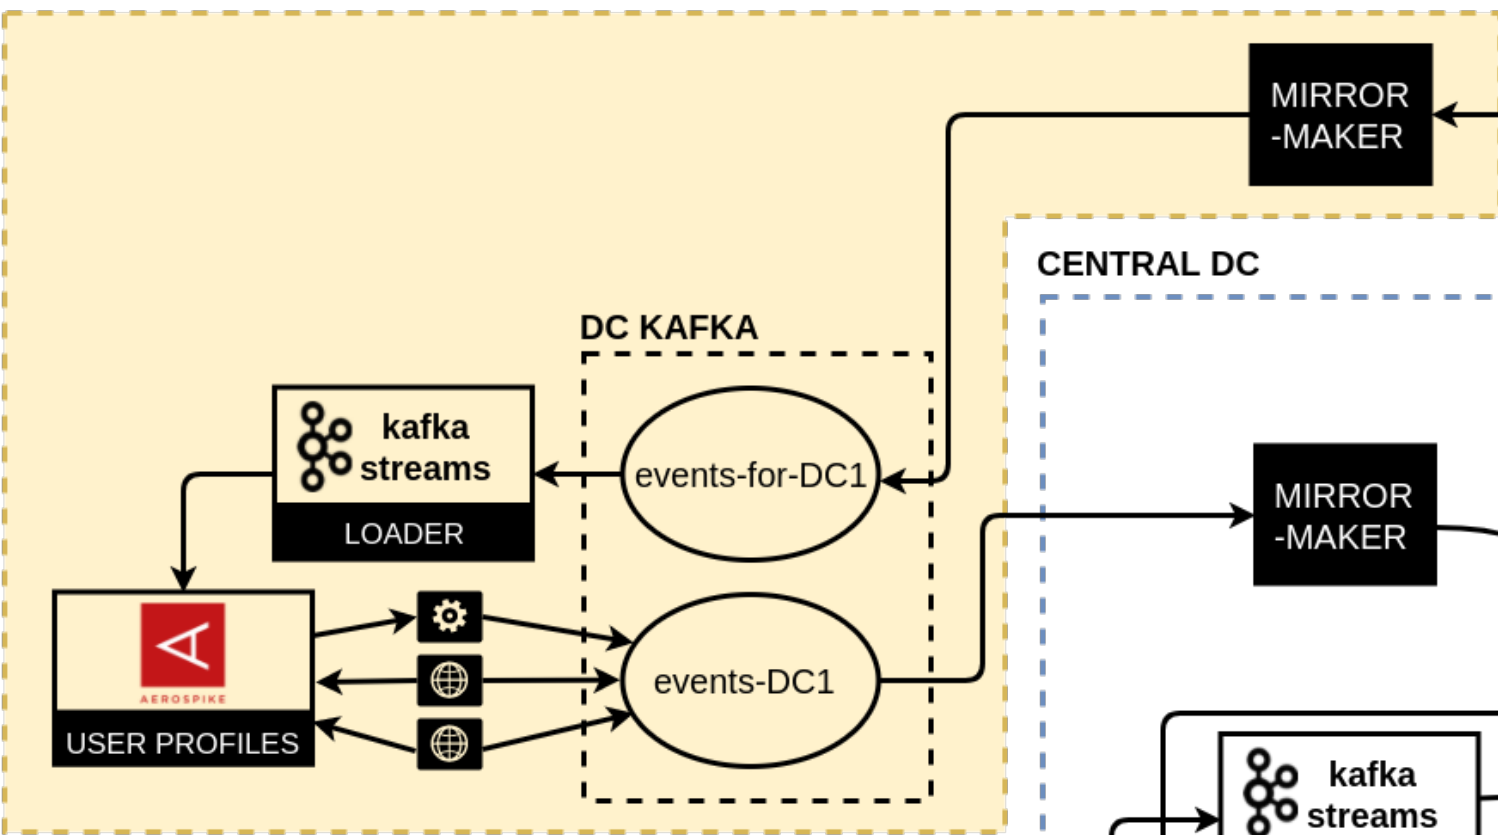 MIRROR
-MAKER
CENTRAL DC
DC KAFKA
kafka
streams
LOADER
events-for-DC1
MIRROR
-MAKER
AEROSPIKE
USER PROFILES
events-DC1
kafka
streams